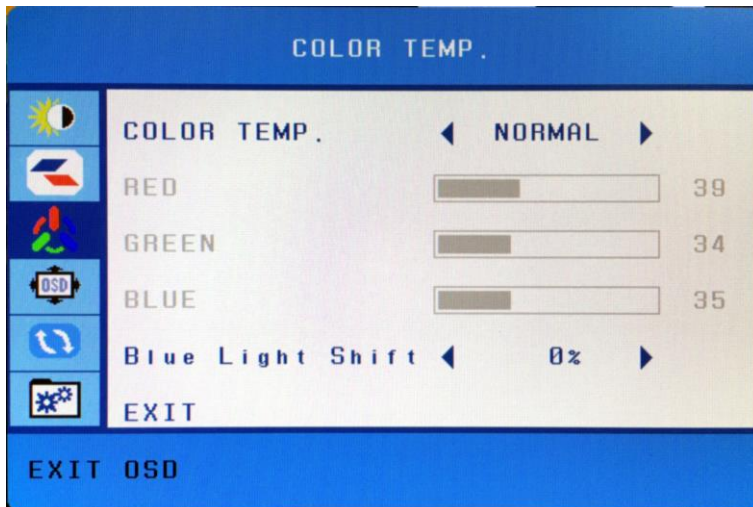 COLOR TEMP.
COLOR TEMP. NORMAL
RED 39
GREEN 34
OSD
BLUE 35
Blue Light Shift 0%
EXIT
EXIT OSD